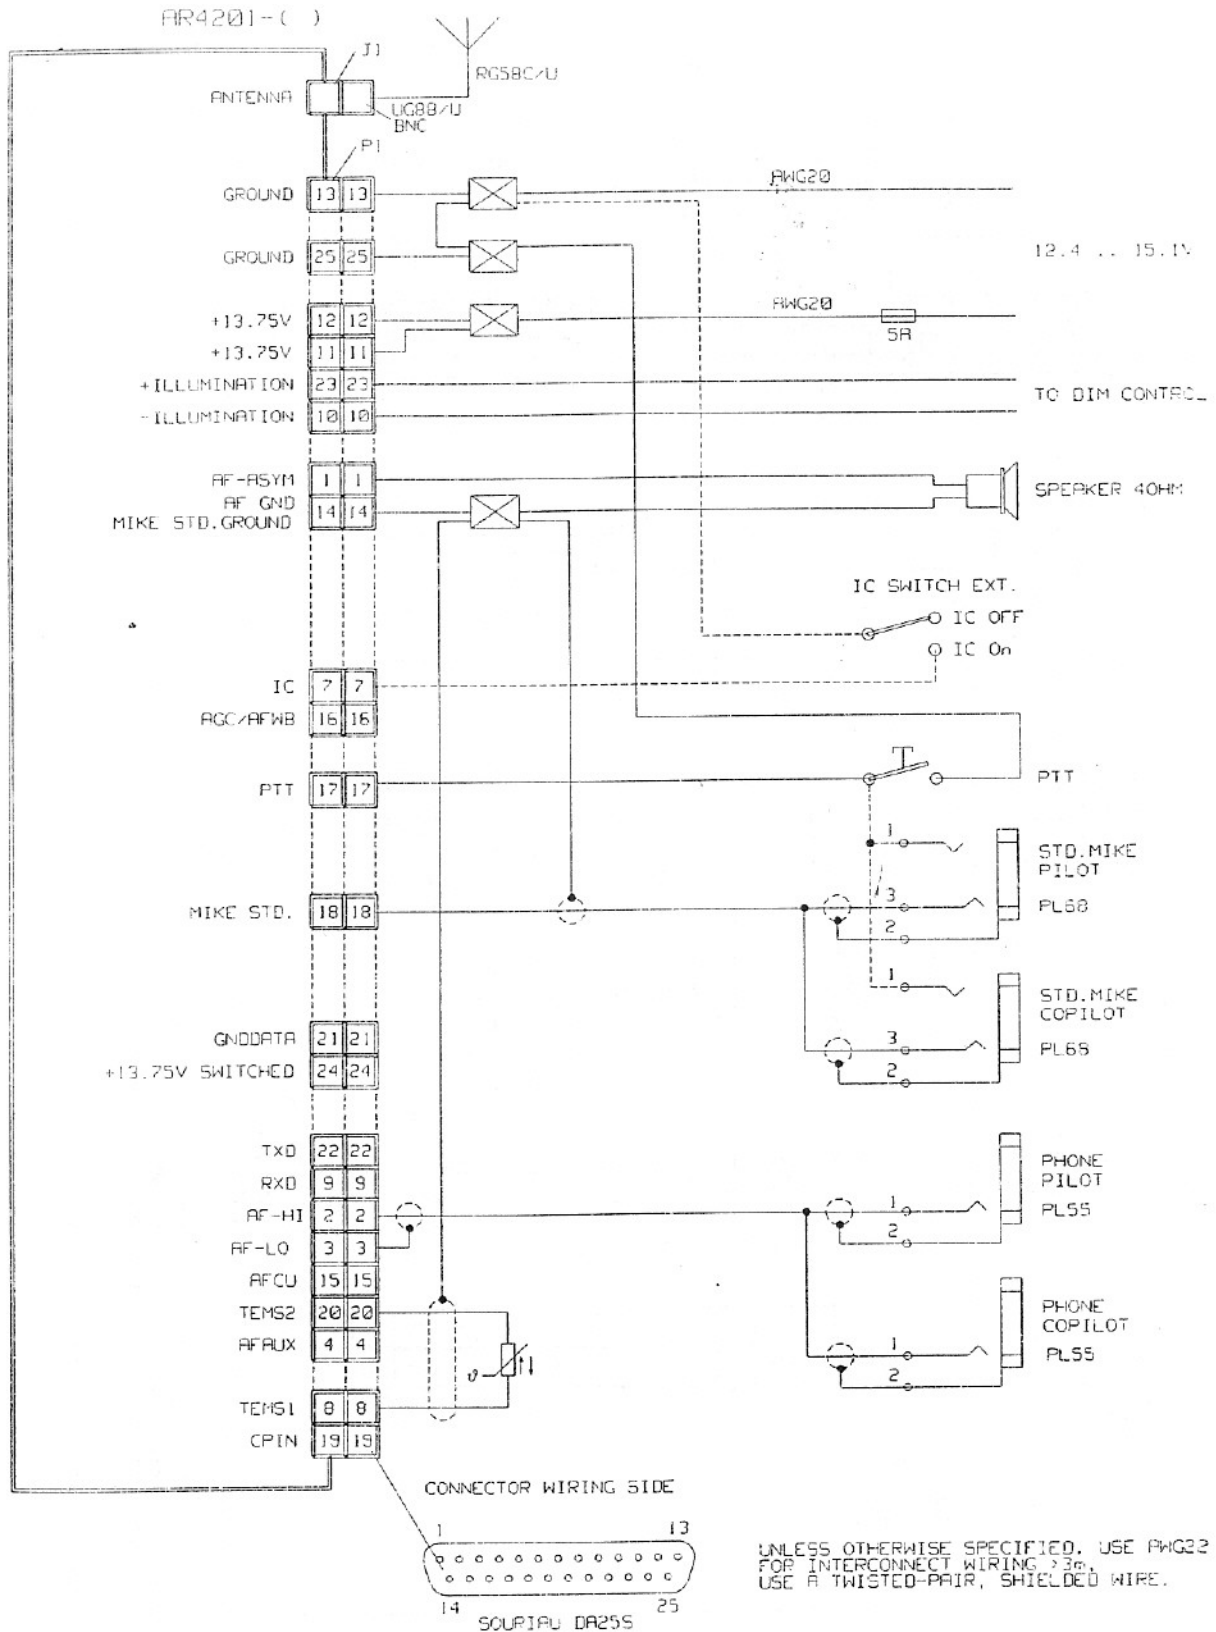 AR4201-( )
J1
RG58C/U
ANTENNA
UG88/U
BNC
P1
GROUND 13 13
AWG20
GROUND 25 25
12.4 .. 15.1V
AWG20
+13.75V 12 12
5A
+13.75V 11 11
+ILLUMINATION 23 23
TO DIM CONTROL
-ILLUMINATION 10 10
AF-ASYM 1 1
SPEAKER 4OHM
AF GND
MIKE STD.GROUND 14 14
IC SWITCH EXT.
IC OFF
IC On
IC 7 7
AGC/AFWB 16 16
PTT 17 17
PTT
1
STD.MIKE
PILOT
3
PL68
MIKE STD. 18 18
2
1
STD.MIKE
COPILOT
GNDDATA 21 21
3
PL68
+13.75V SWITCHED 24 24
2
TXD 22 22
PHONE
PILOT
RXD 9 9
1
PL55
AF-HI 2 2
2
AF-LO 3 3
AFCU 15 15
TEMS2 20 20
PHONE
COPILOT
AFAUX 4 4
1
PL55
ϑ
2
TEMS1 8 8
CPIN 19 19
CONNECTOR WIRING SIDE
1 13
14 25
SOURIAU DA25S
UNLESS OTHERWISE SPECIFIED, USE AWG22
FOR INTERCONNECT WIRING >3m,
USE A TWISTED-PAIR, SHIELDED WIRE.